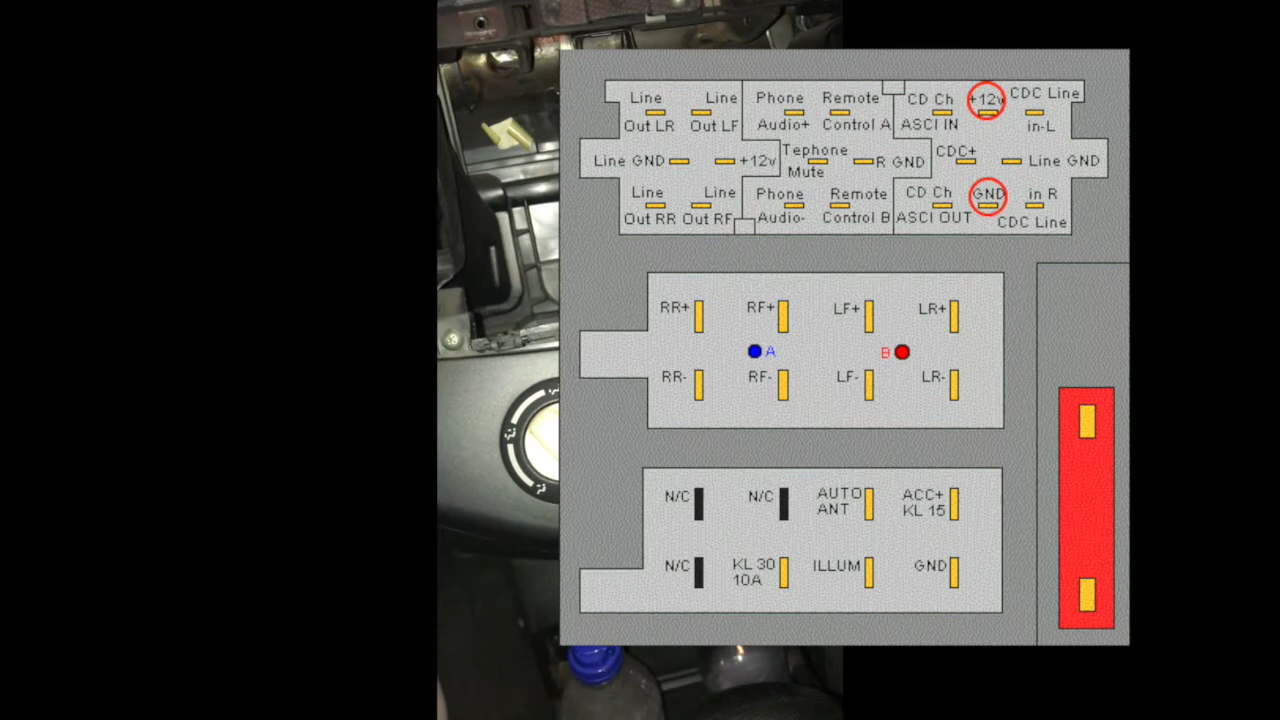 Line Line Phone Remote CD Ch +12v CDC Line
Out LR Out LF Audio+ Control A ASCI IN in-L
Line GND +12v Tephone R GND CDC+ Line GND
Mute
Line Line Phone Remote CD Ch GND in R
Out RR Out RF Audio- Control B ASCI OUT CDC Line
RR+ RF+ LF+ LR+
A B
RR- RF- LF- LR-
N/C N/C AUTO ACC+
ANT KL 15
N/C KL 30 ILLUM GND
10A